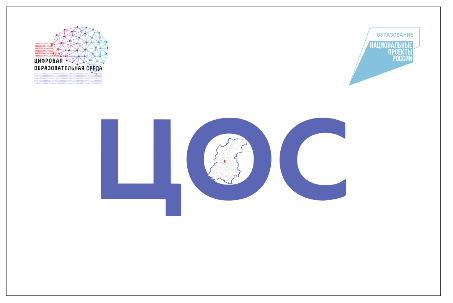 ЦИФРОВАЯ
ОБРАЗОВАТЕЛЬНАЯ СРЕДА
ОБРАЗОВАНИЕ
НАЦИОНАЛЬНЫЕ
ПРОЕКТЫ
РОССИИ
ЦОС